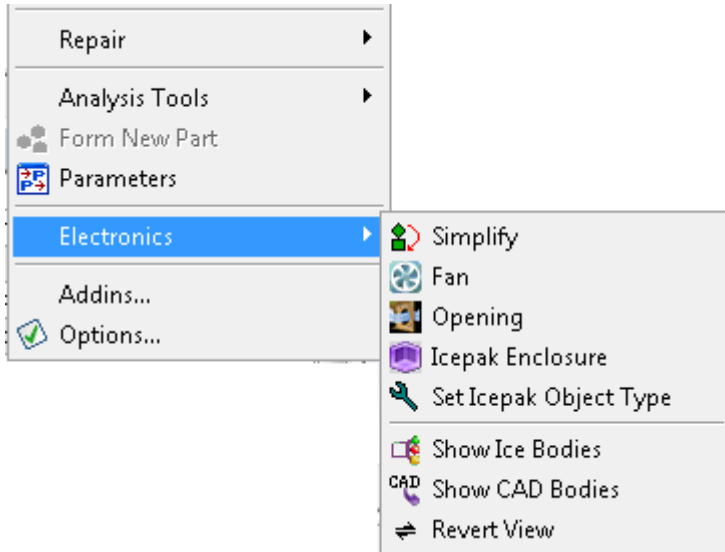 Repair
Analysis Tools
Form New Part
Parameters
Electronics
Addins...
Options...
Simplify
Fan
Opening
Icepak Enclosure
Set Icepak Object Type
Show Ice Bodies
CAD Show CAD Bodies
Revert View